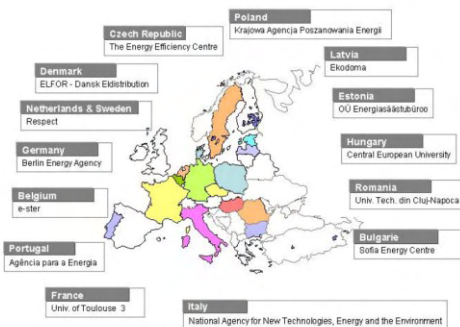 Poland
Krajowa Agencja Poszanowania Energii
Czech Republic
The Energy Efficiency Centre
Latvia
Ekodoma
Denmark
ELFOR - Dansk Eldistribution
Estonia
OÜ Energiasäästubüroo
Netherlands & Sweden
Respect
Hungary
Central European University
Germany
Berlin Energy Agency
Romania
Univ. Tech. din Cluj-Napoca
Belgium
e-ster
Bulgarie
Sofia Energy Centre
Portugal
Agência para a Energia
France
Univ. of Toulouse 3
Italy
National Agency for New Technologies, Energy and the Environment